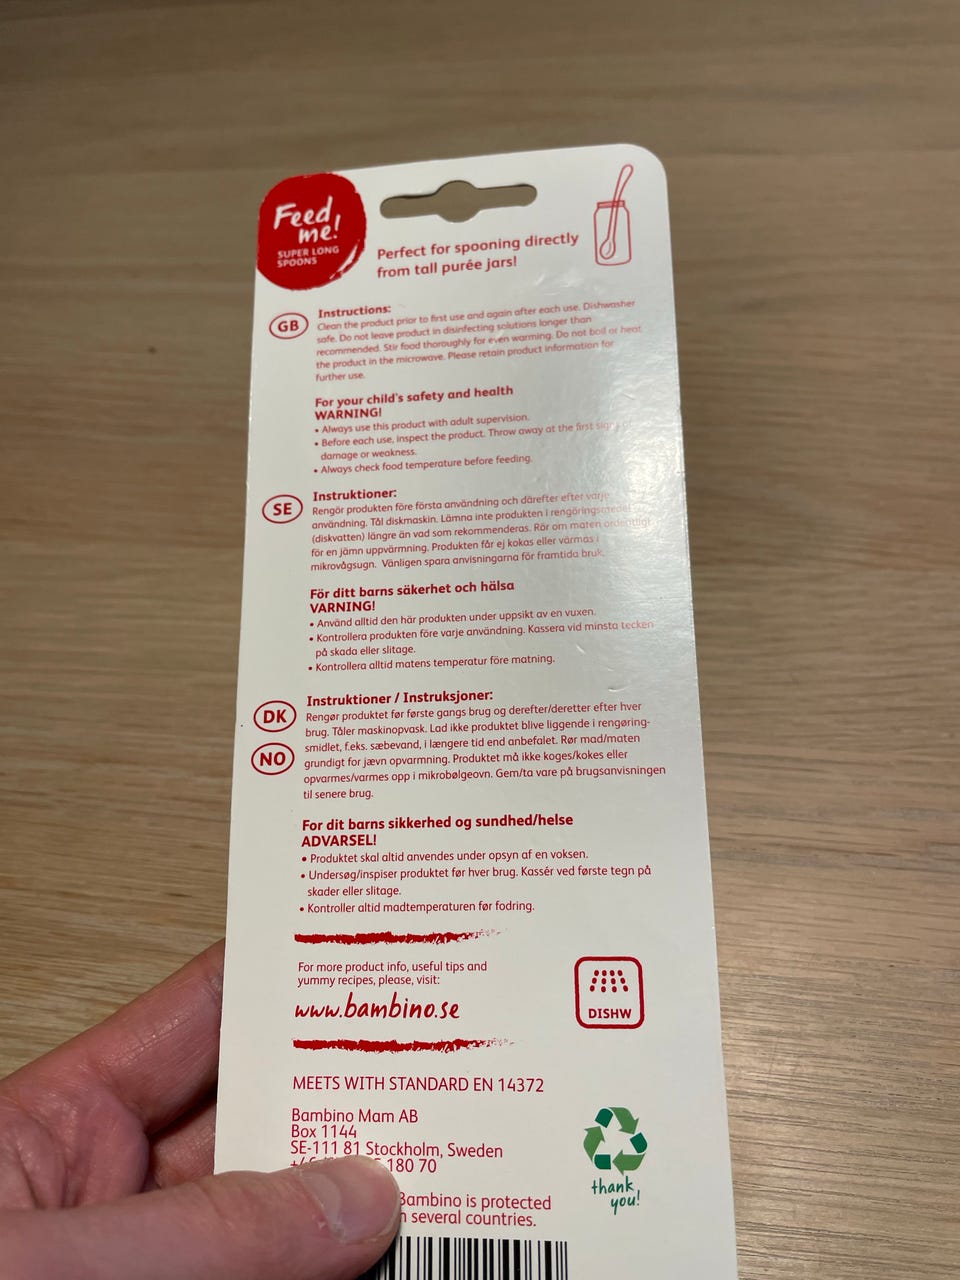 Feed
me!
SUPER LONG
SPOONS
Perfect for spooning directly
from tall purée jars!
GB
Instructions:
Clean the product prior to first use and again after each use. Dishwasher
safe. Do not leave product in disinfecting solutions longer than
recommended. Stir food thoroughly for even warming. Do not boil or heat
the product in the microwave. Please retain product information for
further use.
For your child's safety and health
WARNING!
• Always use this product with adult supervision.
• Before each use, inspect the product. Throw away at the first signs of
damage or weakness.
• Always check food temperature before feeding.
SE
Instruktioner:
Rengör produkten före första användning och därefter efter varje
användning. Tål diskmaskin. Lämna inte produkten i rengöringsmedel
(diskvatten) längre än vad som rekommenderas. Rör om maten ordentligt
för en jämn uppvärmning. Produkten får ej kokas eller värmas i
mikrovågsugn. Vänligen spara anvisningarna för framtida bruk.
För ditt barns säkerhet och hälsa
VARNING!
• Använd alltid den här produkten under uppsikt av en vuxen.
• Kontrollera produkten före varje användning. Kassera vid minsta tecken
på skada eller slitage.
• Kontrollera alltid matens temperatur före matning.
DK
NO
Instruktioner / Instruksjoner:
Rengør produktet før første gangs brug og derefter/deretter efter hver
brug. Tåler maskinopvask. Lad ikke produktet blive liggende i rengøring-
smidlet, f.eks. sæbevand, i længere tid end anbefalet. Rør mad/maten
grundigt for jævn opvarmning. Produktet må ikke koges/kokes eller
opvarmes/varmes opp i mikrobølgeovn. Gem/ta vare på brugsanvisningen
til senere brug.
For dit barns sikkerhed og sundhed/helse
ADVARSEL!
• Produktet skal altid anvendes under opsyn af en voksen.
• Undersøg/inspiser produktet før hver brug. Kassér ved første tegn på
skader eller slitage.
• Kontroller altid madtemperaturen før fodring.
For more product info, useful tips and
yummy recipes, please, visit:
www.bambino.se
DISHW
MEETS WITH STANDARD EN 14372
Bambino Mam AB
Box 1144
SE-111 81 Stockholm, Sweden
180 70
Bambino is protected
several countries.
thank
you!